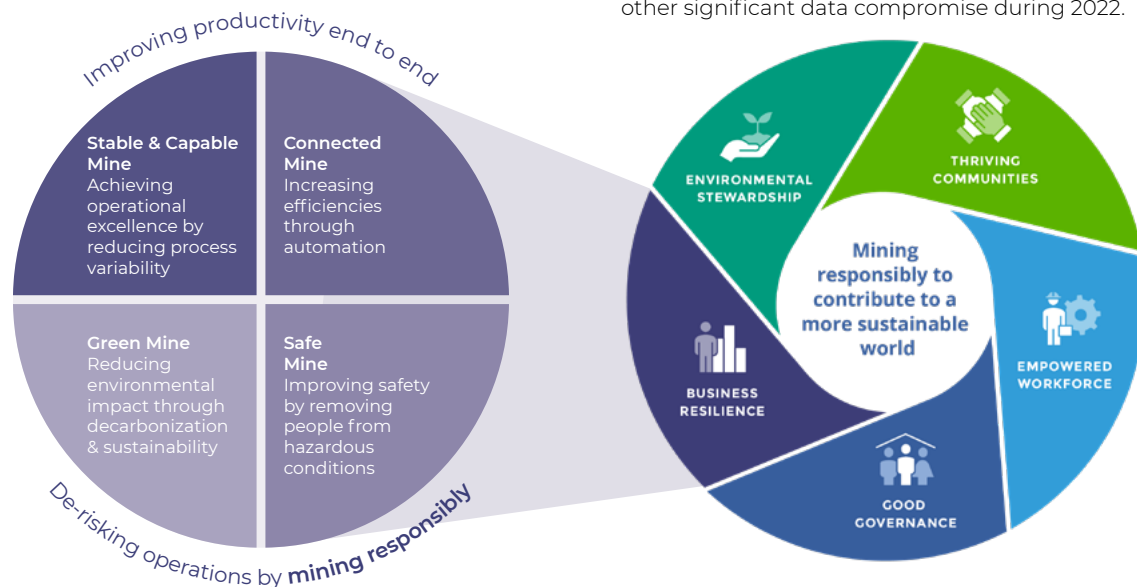 other significant data compromise during 2022.
Improving productivity end to end
Stable & Capable
Mine
Achieving
operational
excellence by
reducing process
variability
Connected
Mine
Increasing
efficiencies
through
automation
Green Mine
Reducing
environmental
impact through
decarbonization
& sustainability
Safe
Mine
Improving safety
by removing
people from
hazardous
conditions
De-risking operations by mining responsibly
ENVIRONMENTAL
STEWARDSHIP
THRIVING
COMMUNITIES
Mining
responsibly to
contribute to a
more sustainable
world
EMPOWERED
WORKFORCE
BUSINESS
RESILIENCE
GOOD
GOVERNANCE